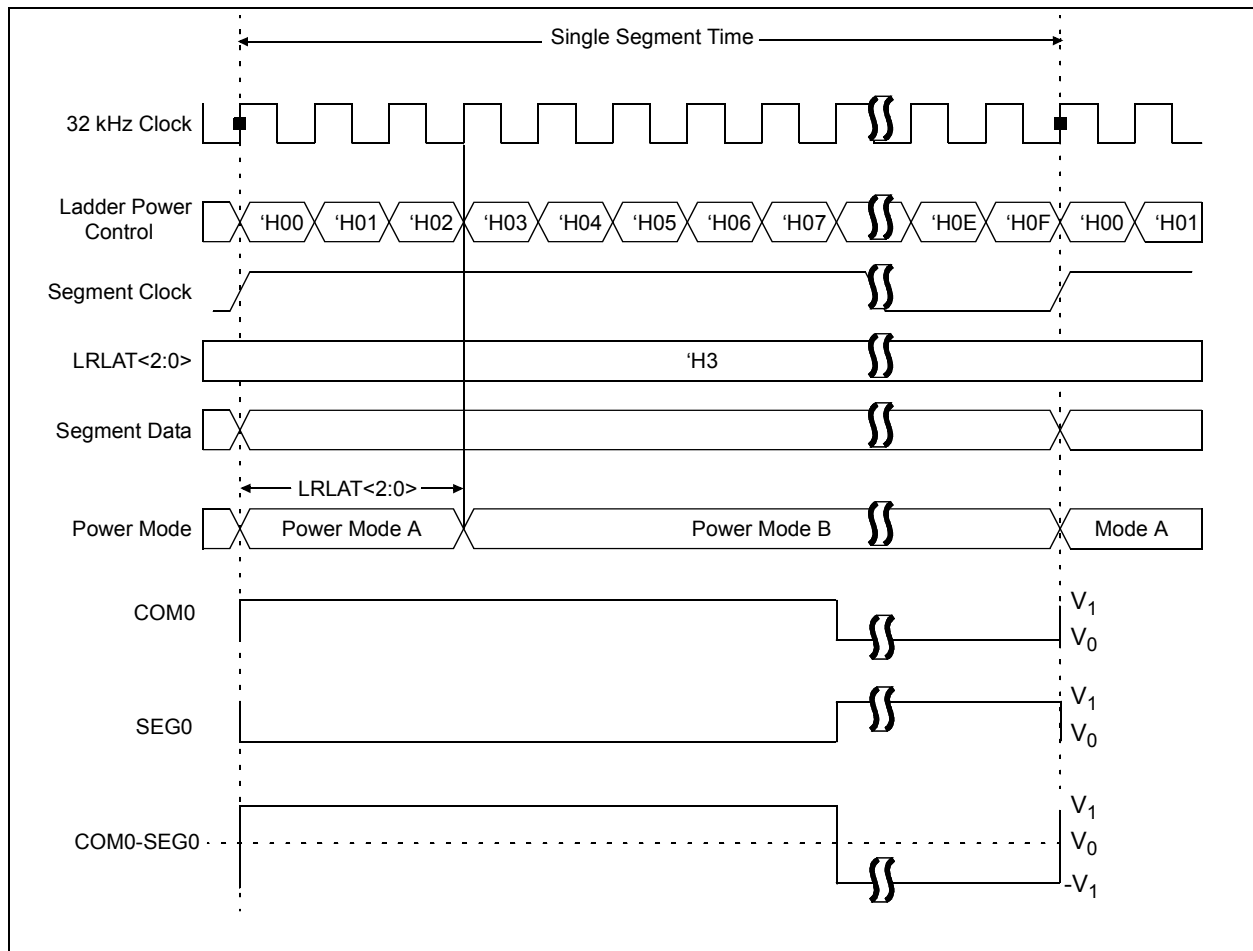 Single Segment Time
32 kHz Clock
Ladder Power
Control
‘H00 ‘H01 ‘H02 ‘H03 ‘H04 ‘H05 ‘H06 ‘H07 ‘H0E ‘H0F ‘H00 ‘H01
Segment Clock
LRLAT<2:0>
‘H3
Segment Data
LRLAT<2:0>
Power Mode
Power Mode A
Power Mode B
Mode A
COM0
V1
V0
SEG0
V1
V0
COM0-SEG0
V1
V0
-V1